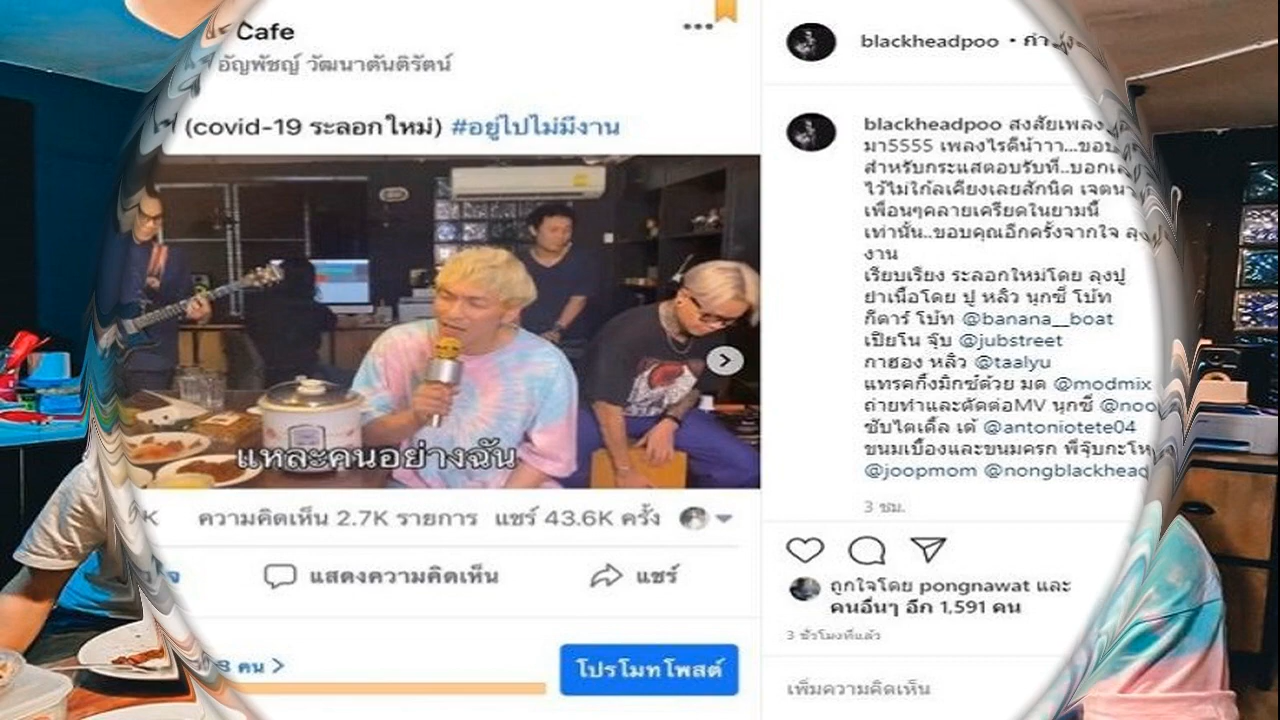 Cafe
อัญพัชญ์ วัฒนาตันติรัตน์
(covid-19 ระลอกใหม่) #อยู่ไปไม่มีงาน
แหละคนอย่างฉัน
ความคิดเห็น 2.7K รายการ แชร์ 43.6K ครั้ง
แสดงความคิดเห็น
แชร์
คน >
โปรโมทโพสต์
blackheadpoo •
blackheadpoo สงสัยเพลง
มา5555 เพลงไรดีน้าาา...ขอบ
สำหรับกระแสตอบรับที่..บอกเ
ไว้ไม่ใกล้เคียงเลยสักนิด เจตนา
เพื่อนๆคลายเครียดในยามนี้
เท่านั้น..ขอบคุณอีกครั้งจากใจ ลุง
งาน
เรียบเรียง ระลอกใหม่โดย ลุงปู
ยำเนื้อโดย ปู หลิว นุกซี่ โบ้ท
กีตาร์ โบ้ท @banana__boat
เปียโน จุ๊บ @jubstreet
กาฮอง หลิว @taalyu
แทรคกิ้งมิกซ์ด้วย มด @modmix
ถ่ายทำและตัดต่อMV นุกซี่ @noo
ซับไตเติ้ล เต้ @antoniotete04
ขนมเบื้องและขนมครก พี่จุ๊บกะโห
@joopmom @nongblackhead
3 ชม.
ถูกใจโดย pongnawat และ
คนอื่นๆ อีก 1,591 คน
3 ชั่วโมงที่แล้ว
เพิ่มความคิดเห็น